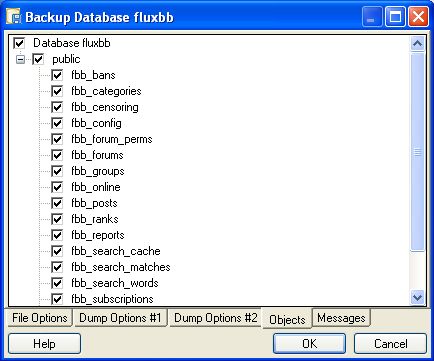 Backup Database fluxbb
Database fluxbb
public
fbb_bans
fbb_categories
fbb_censoring
fbb_config
fbb_forum_perms
fbb_forums
fbb_groups
fbb_online
fbb_posts
fbb_ranks
fbb_reports
fbb_search_cache
fbb_search_matches
fbb_search_words
fbb_subscriptions
File Options Dump Options #1 Dump Options #2 Objects Messages
Help OK Cancel